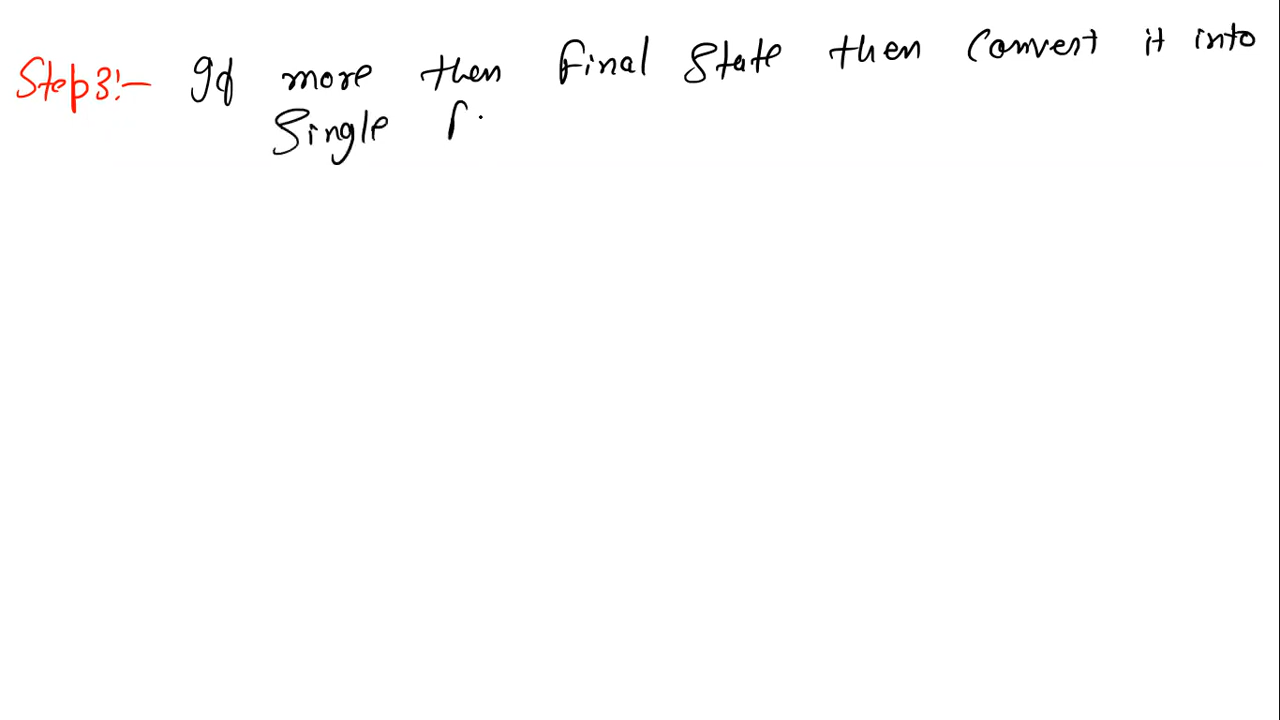 Step3:- If more then final state then convert it into
Single